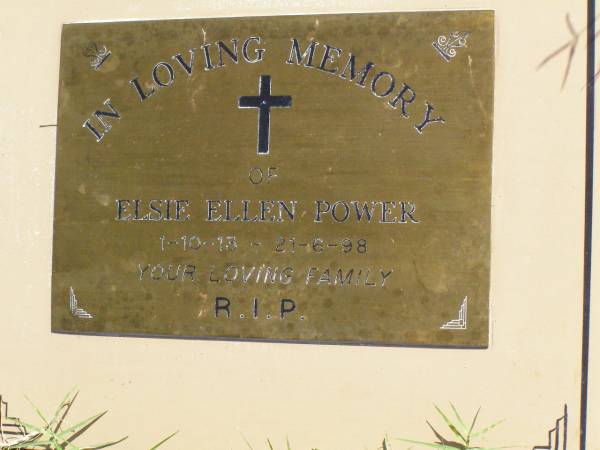 IN LOVING MEMORY
OF
ELSIE ELLEN POWER
1-10-13 - 21-6-98
YOUR LOVING FAMILY
R.I.P.